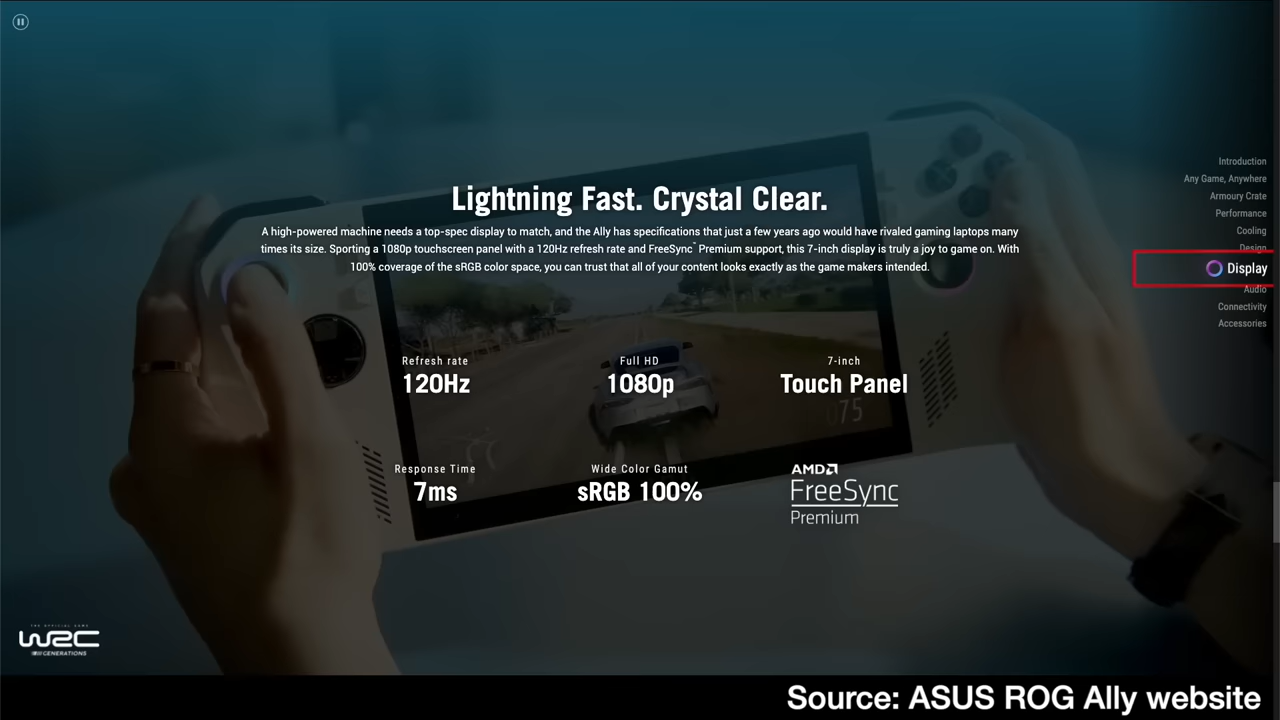 Lightning Fast. Crystal Clear.
A high-powered machine needs a top-spec display to match, and the Ally has specifications that just a few years ago would have rivaled gaming laptops many
times its size. Sporting a 1080p touchscreen panel with a 120Hz refresh rate and FreeSync™ Premium support, this 7-inch display is truly a joy to game on. With
100% coverage of the sRGB color space, you can trust that all of your content looks exactly as the game makers intended.
Introduction
Any Game, Anywhere
Armoury Crate
Performance
Cooling
Design
Display
Audio
Connectivity
Accessories
Refresh rate
120Hz
Full HD
1080p
7-inch
Touch Panel
75
Response Time
7ms
Wide Color Gamut
sRGB 100%
AMD
FreeSync
Premium
THE OFFICIAL GAME
WRC
GENERATIONS
Source: ASUS ROG Ally website